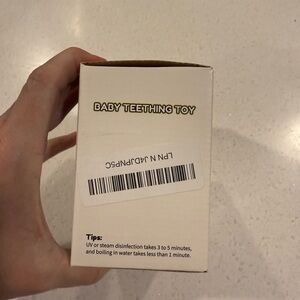 BABY TEETHING TOY
LPN N J4DJPNP5C
Tips:
UV or steam disinfection takes 3 to 5 minutes,
and boiling in water takes less than 1 minute.